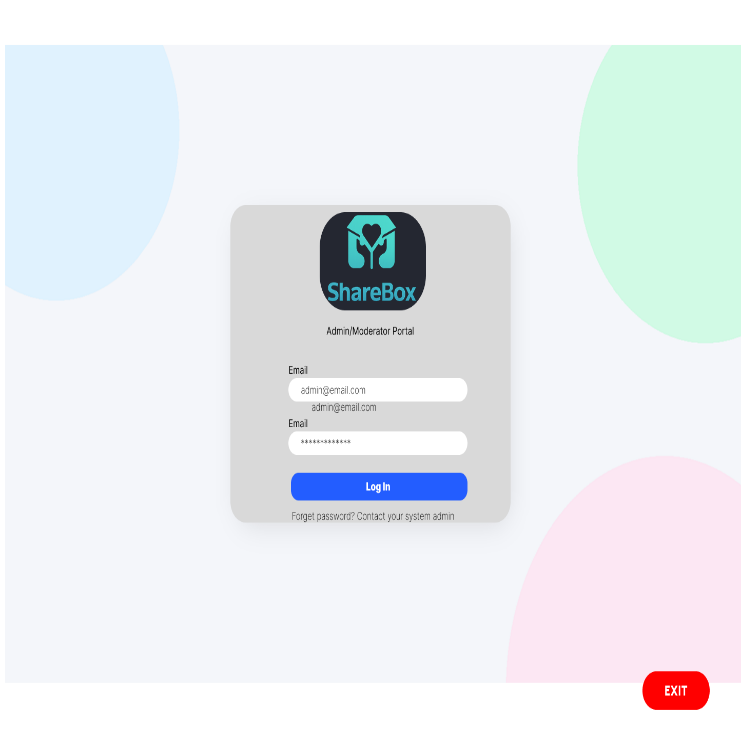 ShareBox
Admin/Moderator Portal
Email
admin@email.com
admin@email.com
Email
*************
Log In
Forget password? Contact your system admin
EXIT